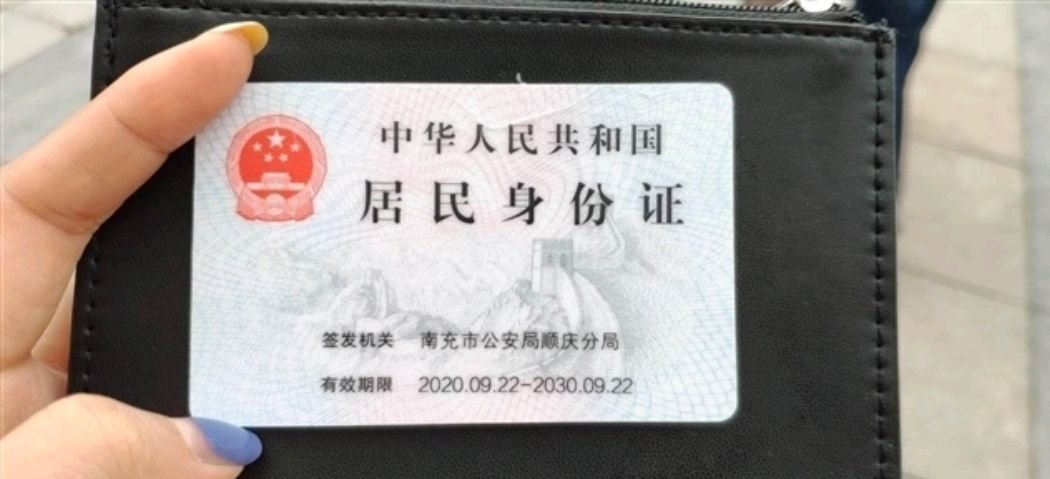 中华人民共和国
居民身份证
签发机关 南充市公安局顺庆分局
有效期限 2020.09.22-2030.09.22